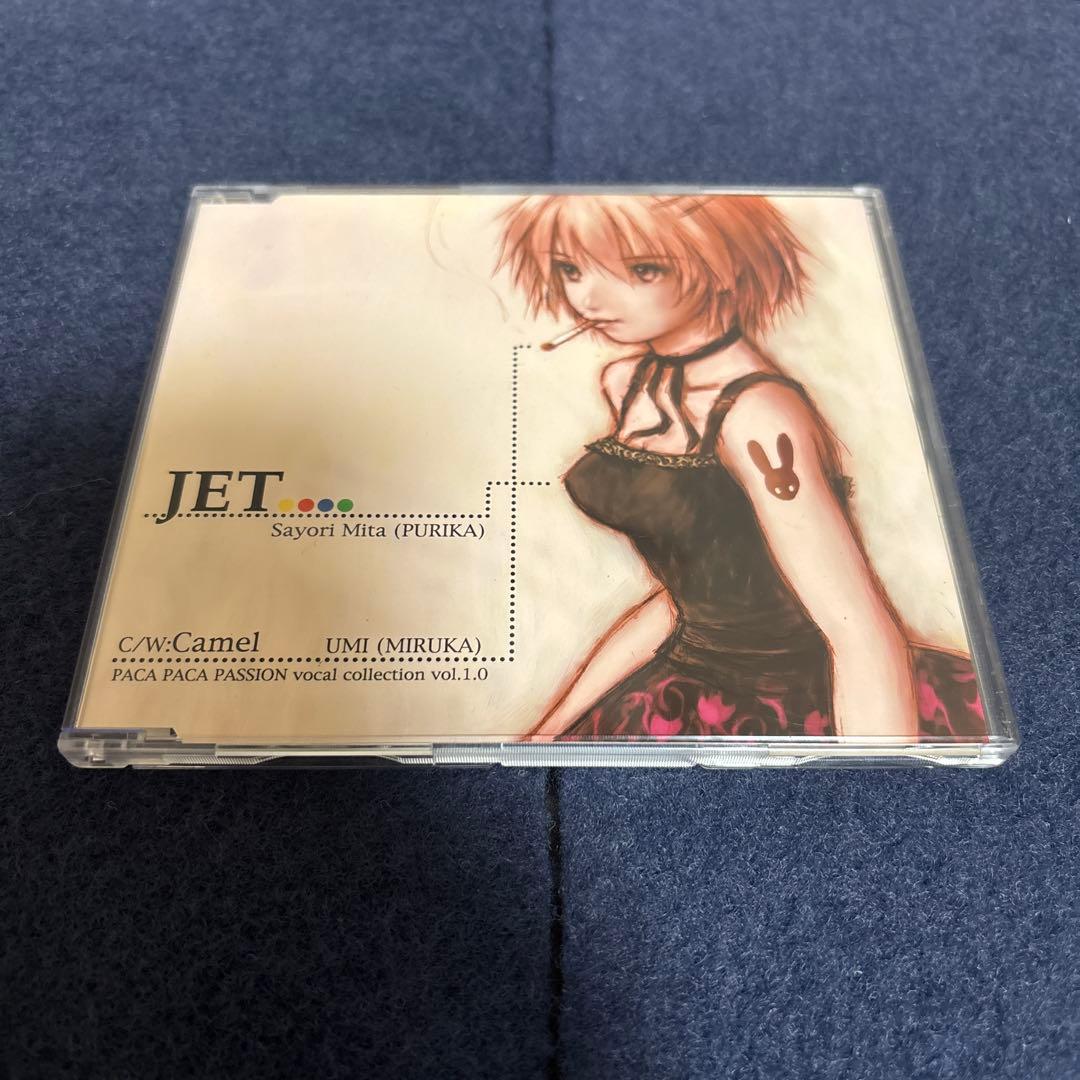 JET....
Sayori Mita (PURIKA)
C/W:Camel UMI (MIRUKA)
PACA PACA PASSION vocal collection vol.1.0